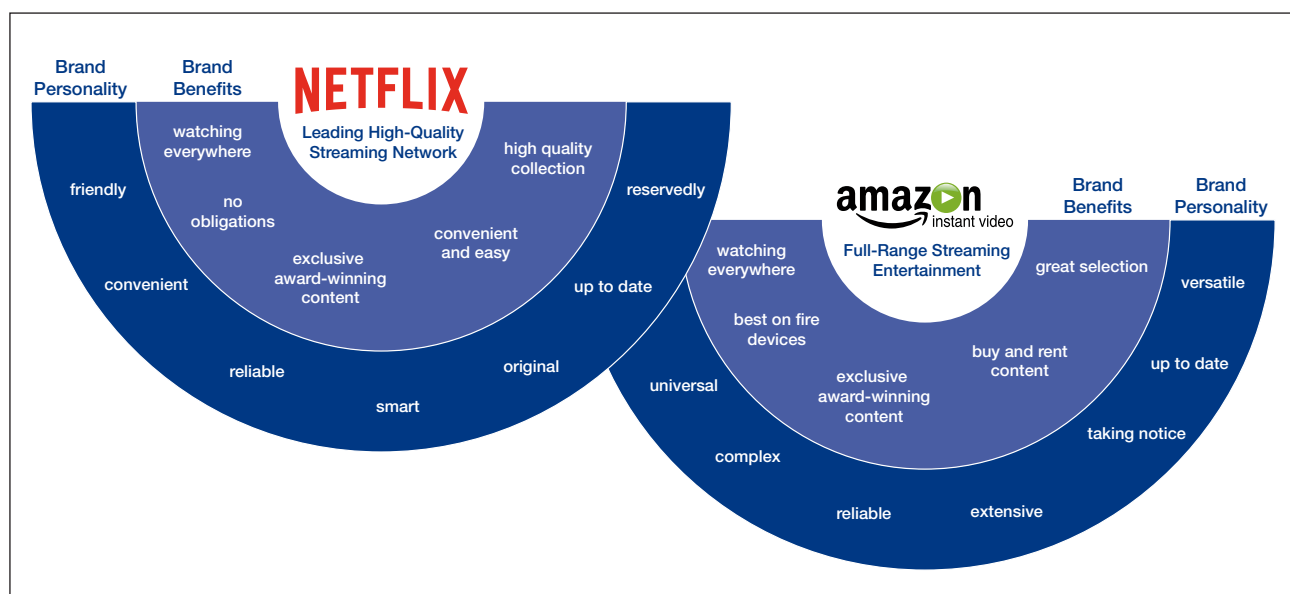 Brand
Personality
Brand
Benefits
NETFLIX
Leading High-Quality
Streaming Network
watching
everywhere
no
obligations
exclusive
award-winning
content
convenient
and easy
high quality
collection
friendly
convenient
reliable
smart
original
up to date
reservedly
amazon
instant video
Full-Range Streaming
Entertainment
Brand
Benefits
Brand
Personality
watching
everywhere
best on fire
devices
exclusive
award-winning
content
buy and rent
content
great selection
universal
complex
reliable
extensive
taking notice
up to date
versatile